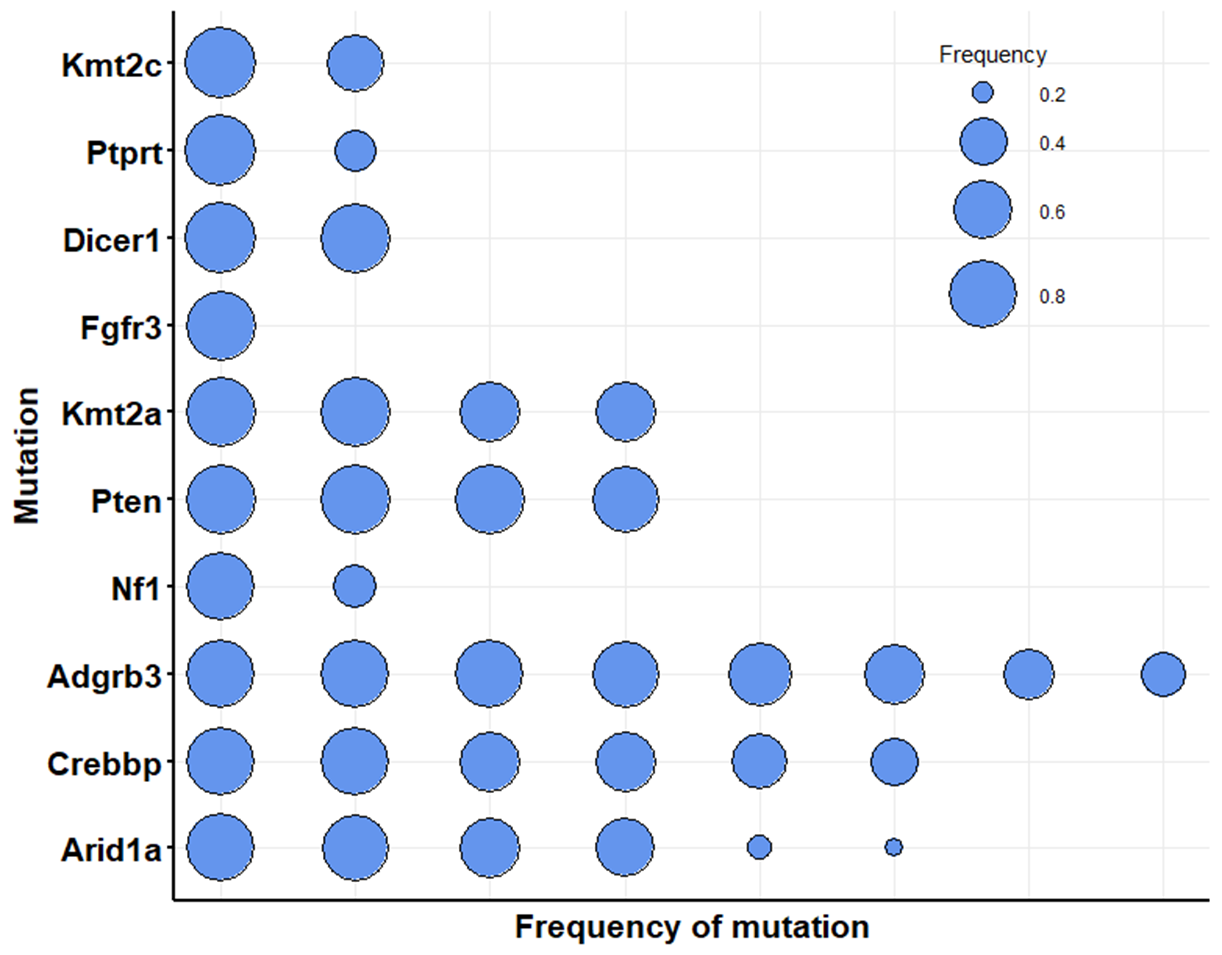 Kmt2c
Ptprt
Dicer1
Fgfr3
Kmt2a
Pten
Nf1
Adgrb3
Crebbp
Arid1a
Mutation
Frequency
0.2
0.4
0.6
0.8
Frequency of mutation